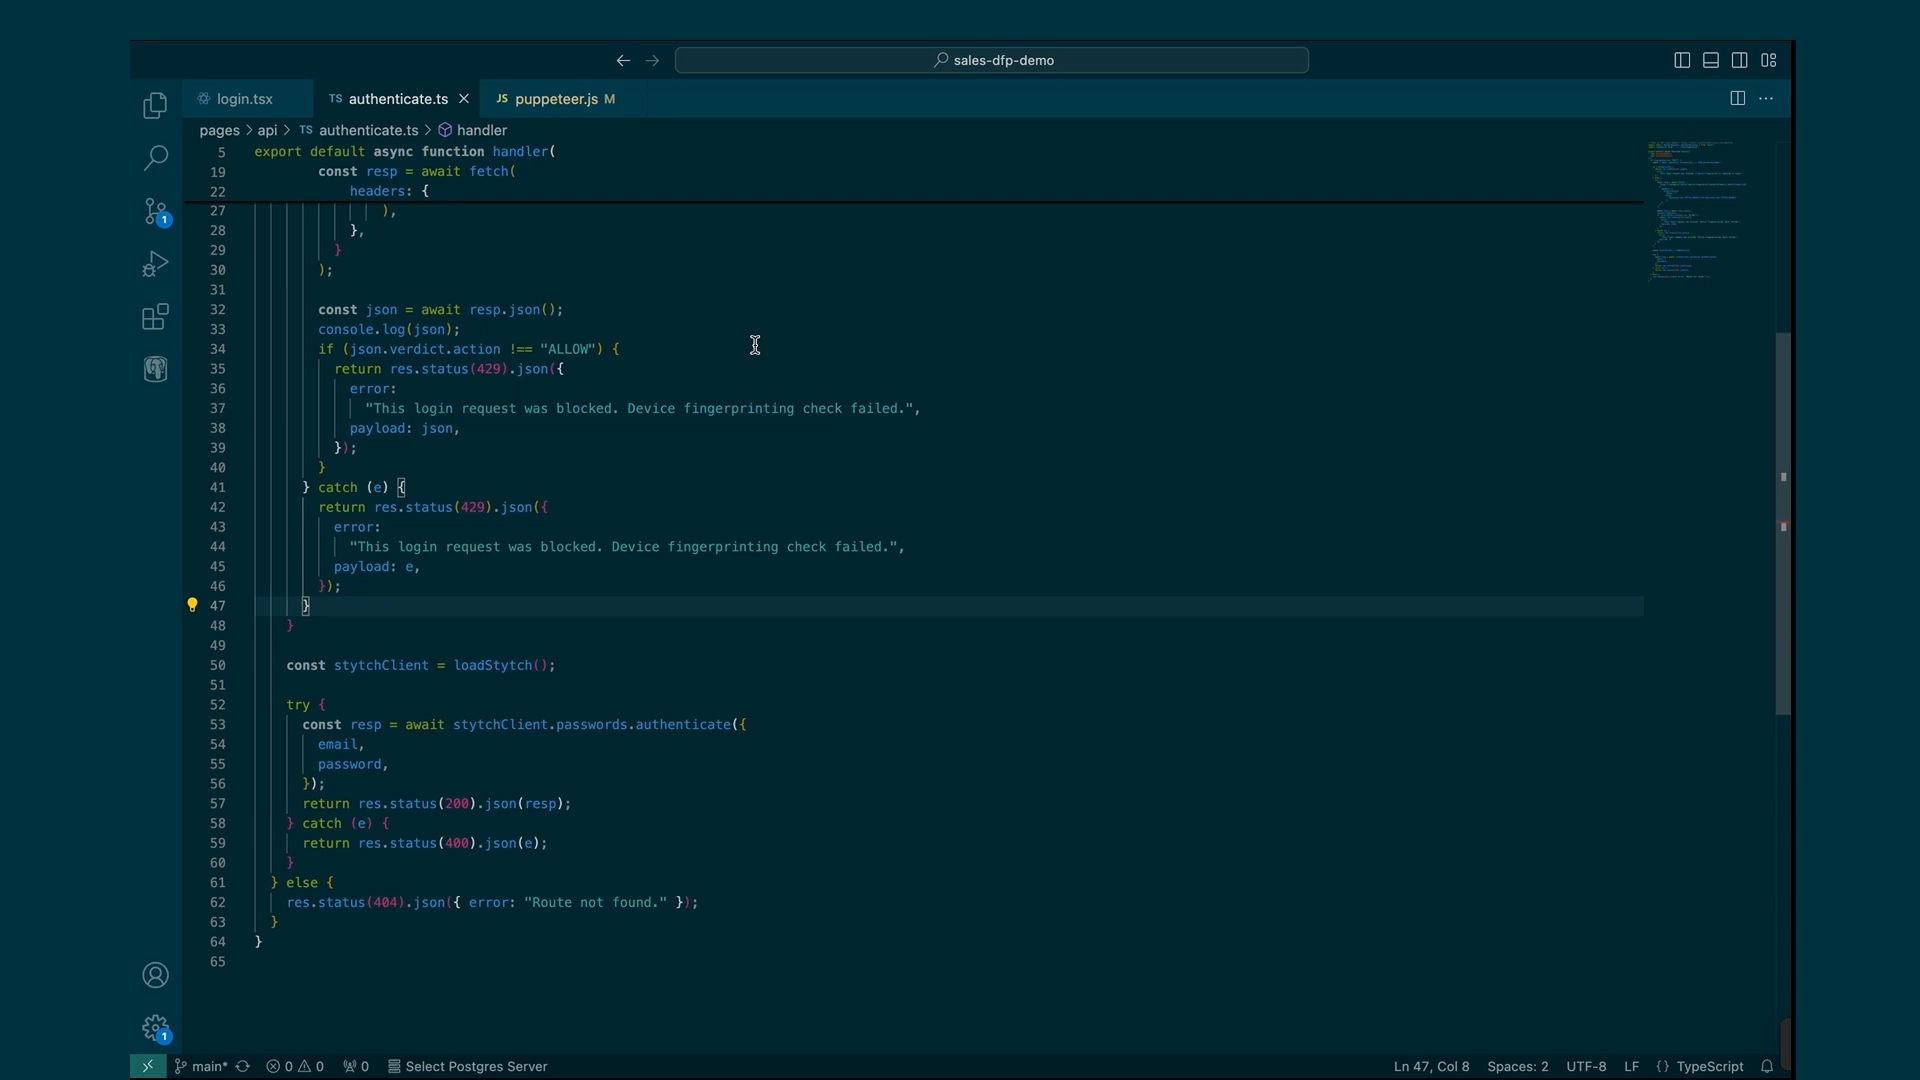 sales-dfp-demo
login.tsx
TS authenticate.ts
JS puppeteer.js M
pages > api > TS authenticate.ts > handler
5 export default async function handler(
19 const resp = await fetch(
22 headers: {
27 ),
28 },
29 }
30 );
31
32 const json = await resp.json();
33 console.log(json);
34 if (json.verdict.action !== "ALLOW") {
35 return res.status(429).json({
36 error:
37 "This login request was blocked. Device fingerprinting check failed.",
38 payload: json,
39 });
40 }
41 } catch (e) {
42 return res.status(429).json({
43 error:
44 "This login request was blocked. Device fingerprinting check failed.",
45 payload: e,
46 });
47 }
48 }
49
50 const stytchClient = loadStytch();
51
52 try {
53 const resp = await stytchClient.passwords.authenticate({
54 email,
55 password,
56 });
57 return res.status(200).json(resp);
58 } catch (e) {
59 return res.status(400).json(e);
60 }
61 } else {
62 res.status(404).json({ error: "Route not found." });
63 }
64 }
65
1
1
main* 0 0 0 Select Postgres Server Ln 47, Col 8 Spaces: 2 UTF-8 LF {} TypeScript